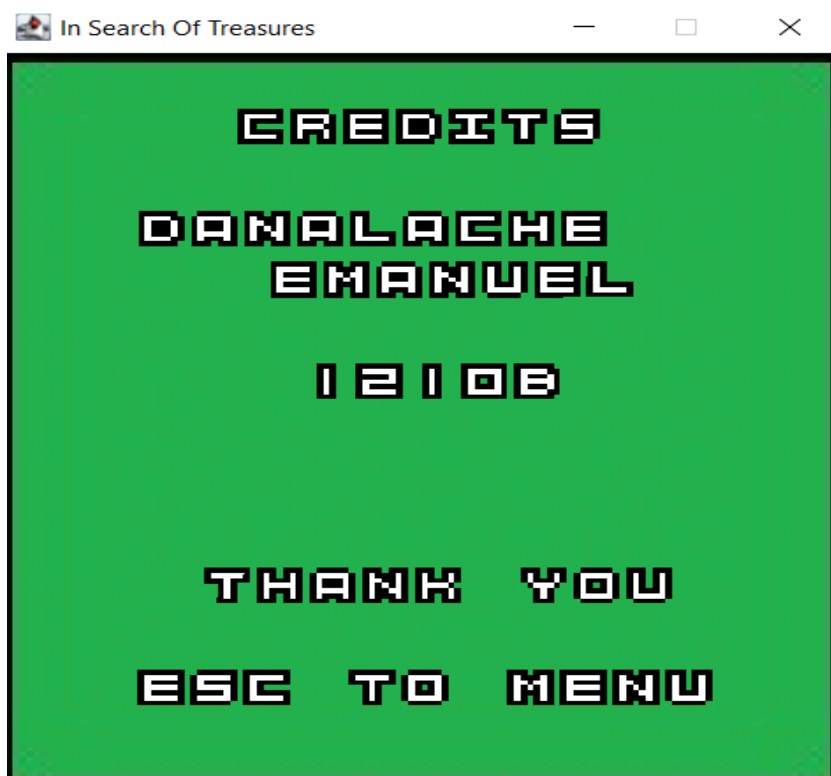 In Search Of Treasures
CREDITS
DANALACHE
EMANUEL
1210B
THANK YOU
ESC TO MENU